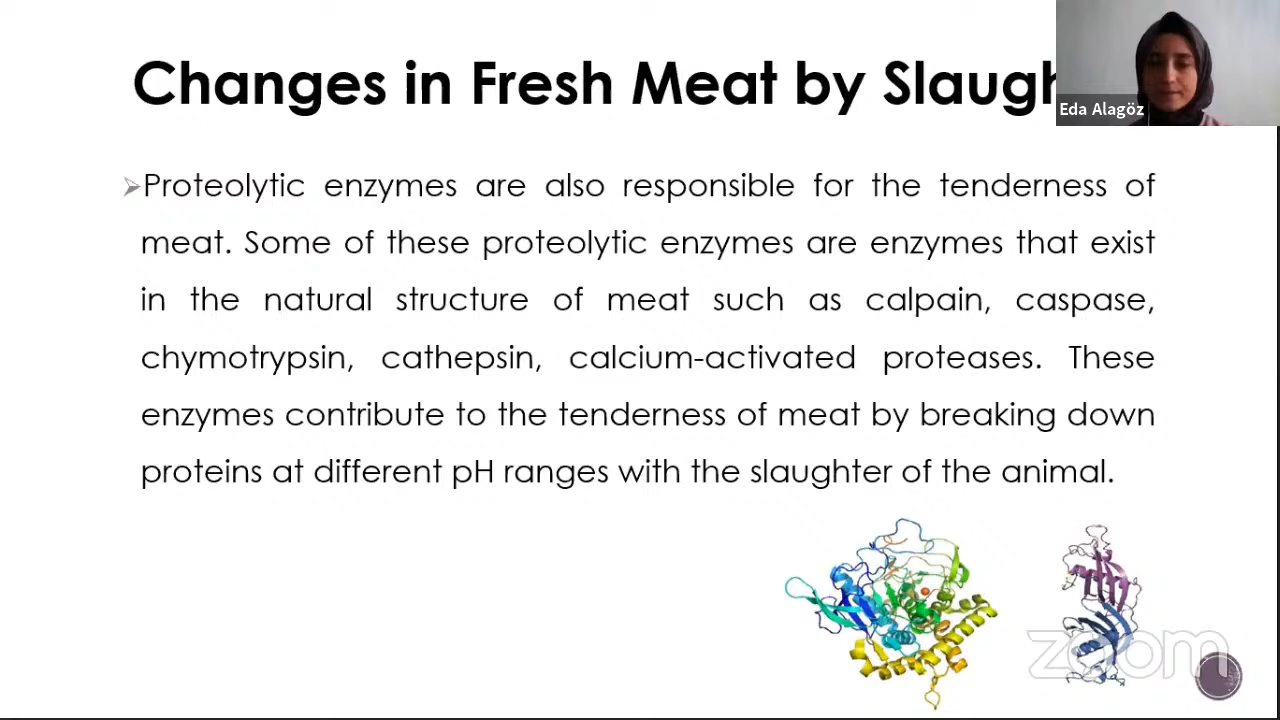 Changes in Fresh Meat by Slaugh
Eda Alagöz
Proteolytic enzymes are also responsible for the tenderness of
meat. Some of these proteolytic enzymes are enzymes that exist
in the natural structure of meat such as calpain, caspase,
chymotrypsin, cathepsin, calcium-activated proteases. These
enzymes contribute to the tenderness of meat by breaking down
proteins at different pH ranges with the slaughter of the animal.
zoom